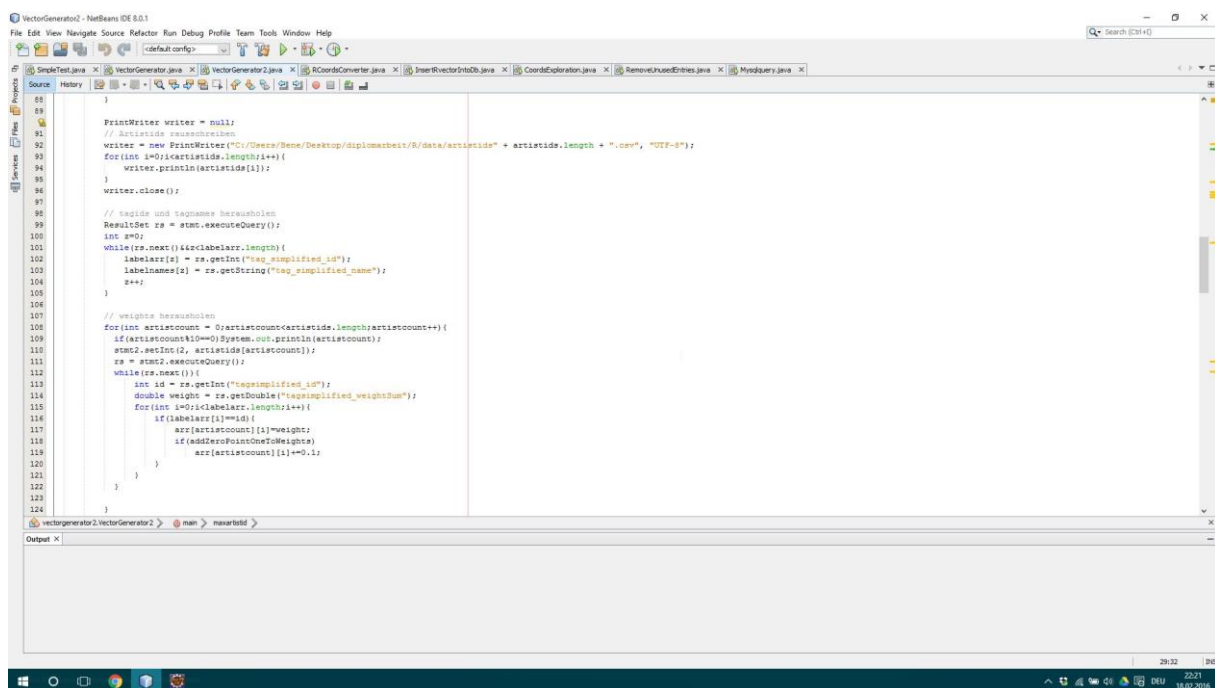 VectorGenerator2 - NetBeans IDE 8.0.1
File Edit View Navigate Source Refactor Run Debug Profile Team Tools Window Help
Search (Ctrl+I)
<default config>
SimpleTest.java VectorGenerator.java VectorGenerator2.java RCoordsConverter.java InsertRvectorIntoDb.java CoordsExploration.java RemoveUnusedEntries.java Mysqlquery.java
Source History
Projects
Files
Services
88 }
89
PrintWriter writer = null;
91 // Artistids rausschreiben
92 writer = new PrintWriter("C:/Users/Bene/Desktop/diplomarbeit/R/data/artistids" + artistids.length + ".csv", "UTF-8");
93 for(int i=0;i<artistids.length;i++){
94 writer.println(artistids[i]);
95 }
96 writer.close();
97
98 // tagids und tagnames herausholen
99 ResultSet rs = stmt.executeQuery();
100 int z=0;
101 while(rs.next()&&z<labelarr.length){
102 labelarr[z] = rs.getInt("tag_simplified_id");
103 labelnames[z] = rs.getString("tag_simplified_name");
104 z++;
105 }
106
107 // weights herausholen
108 for(int artistcount = 0;artistcount<artistids.length;artistcount++){
109 if(artistcount%10==0)System.out.println(artistcount);
110 stmt2.setInt(2, artistids[artistcount]);
111 rs = stmt2.executeQuery();
112 while(rs.next()){
113 int id = rs.getInt("tagsimplified_id");
114 double weight = rs.getDouble("tagsimplified_weightSum");
115 for(int i=0;i<labelarr.length;i++){
116 if(labelarr[i]==id){
117 arr[artistcount][i]=weight;
118 if(addZeroPointOneToWeights)
119 arr[artistcount][i]+=0.1;
120 }
121 }
122 }
123
124 }
vectorgenerator2.VectorGenerator2 main maxartistid
Output
29:32 INS
DEU 22:21
18.02.2016